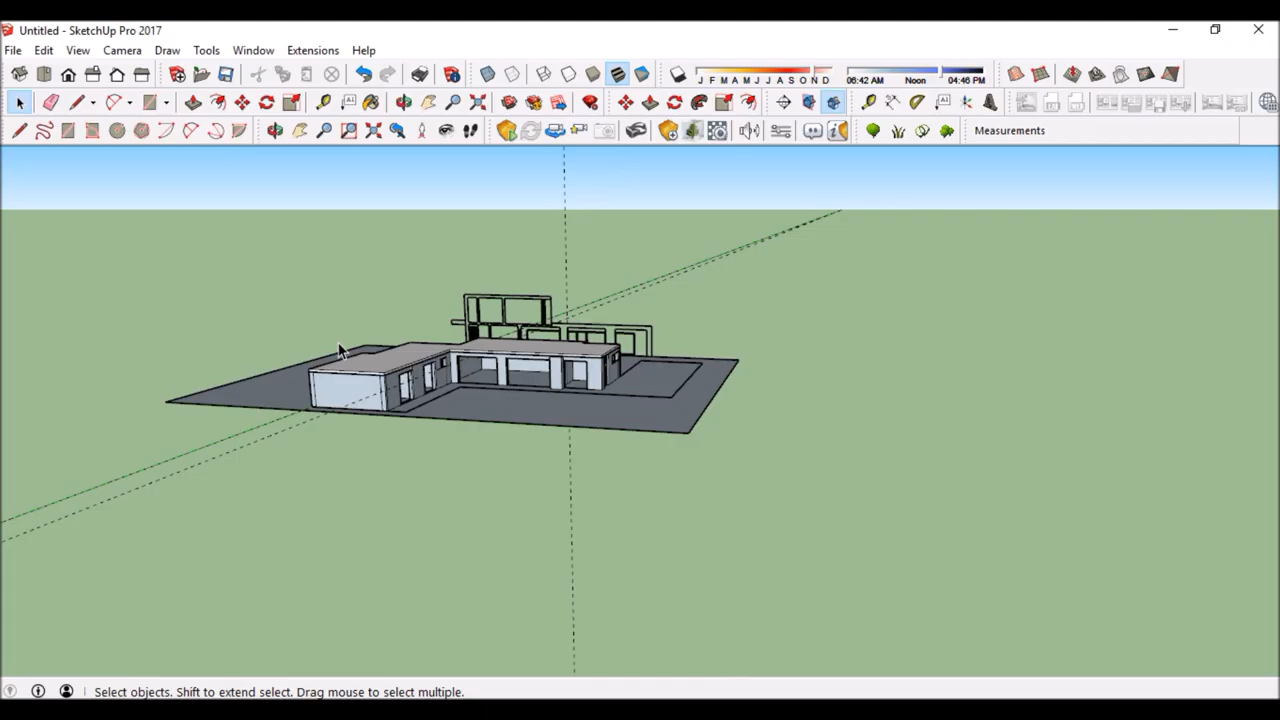 Untitled - SketchUp Pro 2017
File Edit View Camera Draw Tools Window Extensions Help
J F M A M J J A S O N D 06:42 AM Noon 04:46 PM
Measurements
Select objects. Shift to extend select. Drag mouse to select multiple.